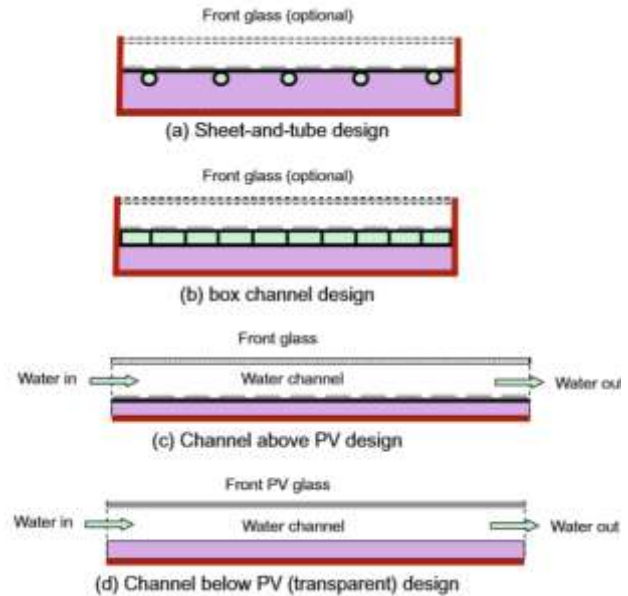 Front glass (optional)
(a) Sheet-and-tube design
Front glass (optional)
(b) box channel design
Front glass
Water in
Water channel
Water out
(c) Channel above PV design
Front PV glass
Water in
Water channel
Water out
(d) Channel below PV (transparent) design